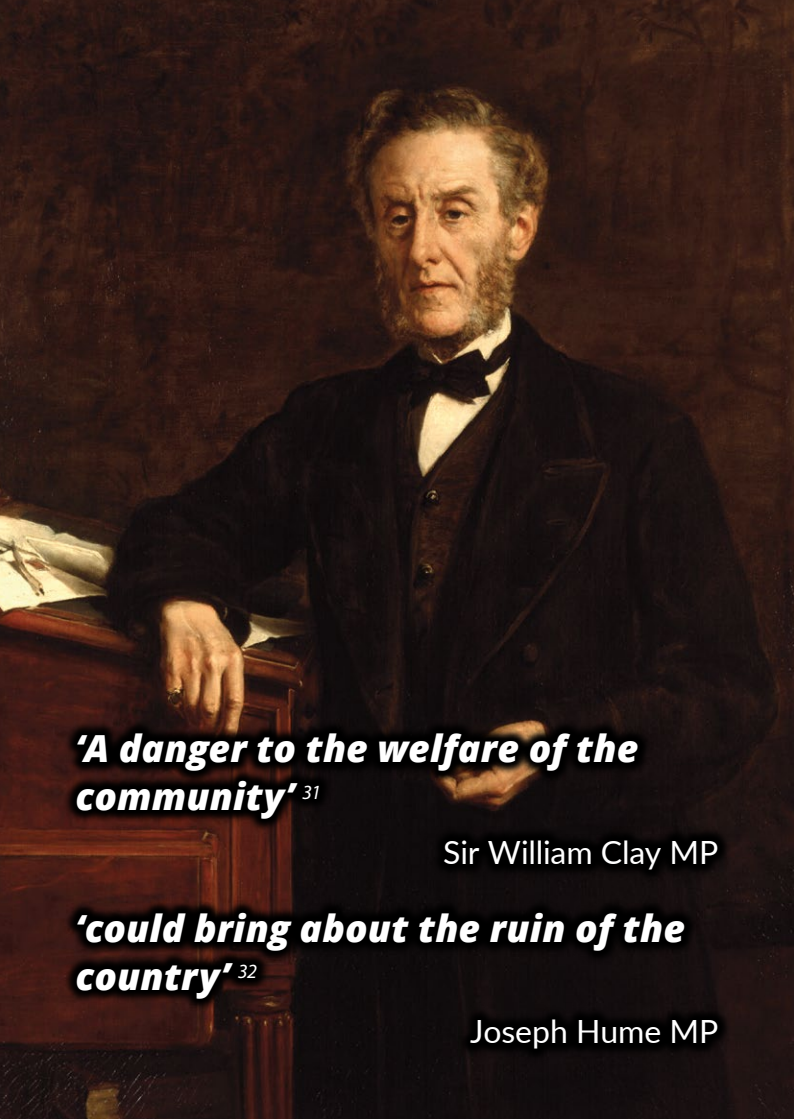 ‘A danger to the welfare of the
community’ 31
Sir William Clay MP
‘could bring about the ruin of the
country’ 32
Joseph Hume MP